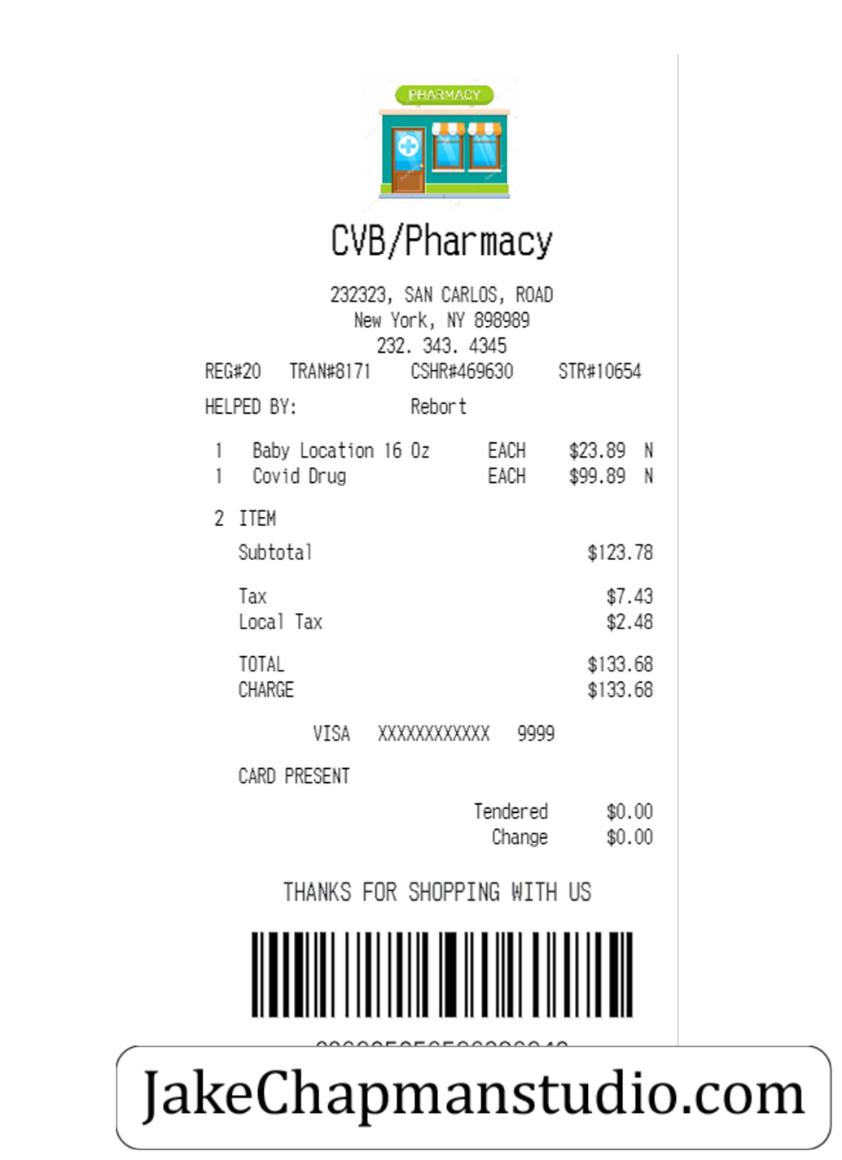 PHARMACY
CVB/Pharmacy
232323, SAN CARLOS, ROAD
New York, NY 898989
232. 343. 4345
REG#20 TRAN#8171 CSHR#469630 STR#10654
HELPED BY: Rebort
1 Baby Location 16 Oz EACH $23.89 N
1 Covid Drug EACH $99.89 N
2 ITEM
Subtotal $123.78
Tax $7.43
Local Tax $2.48
TOTAL $133.68
CHARGE $133.68
VISA XXXXXXXXXXXX 9999
CARD PRESENT
Tendered $0.00
Change $0.00
THANKS FOR SHOPPING WITH US
JakeChapmanstudio.com